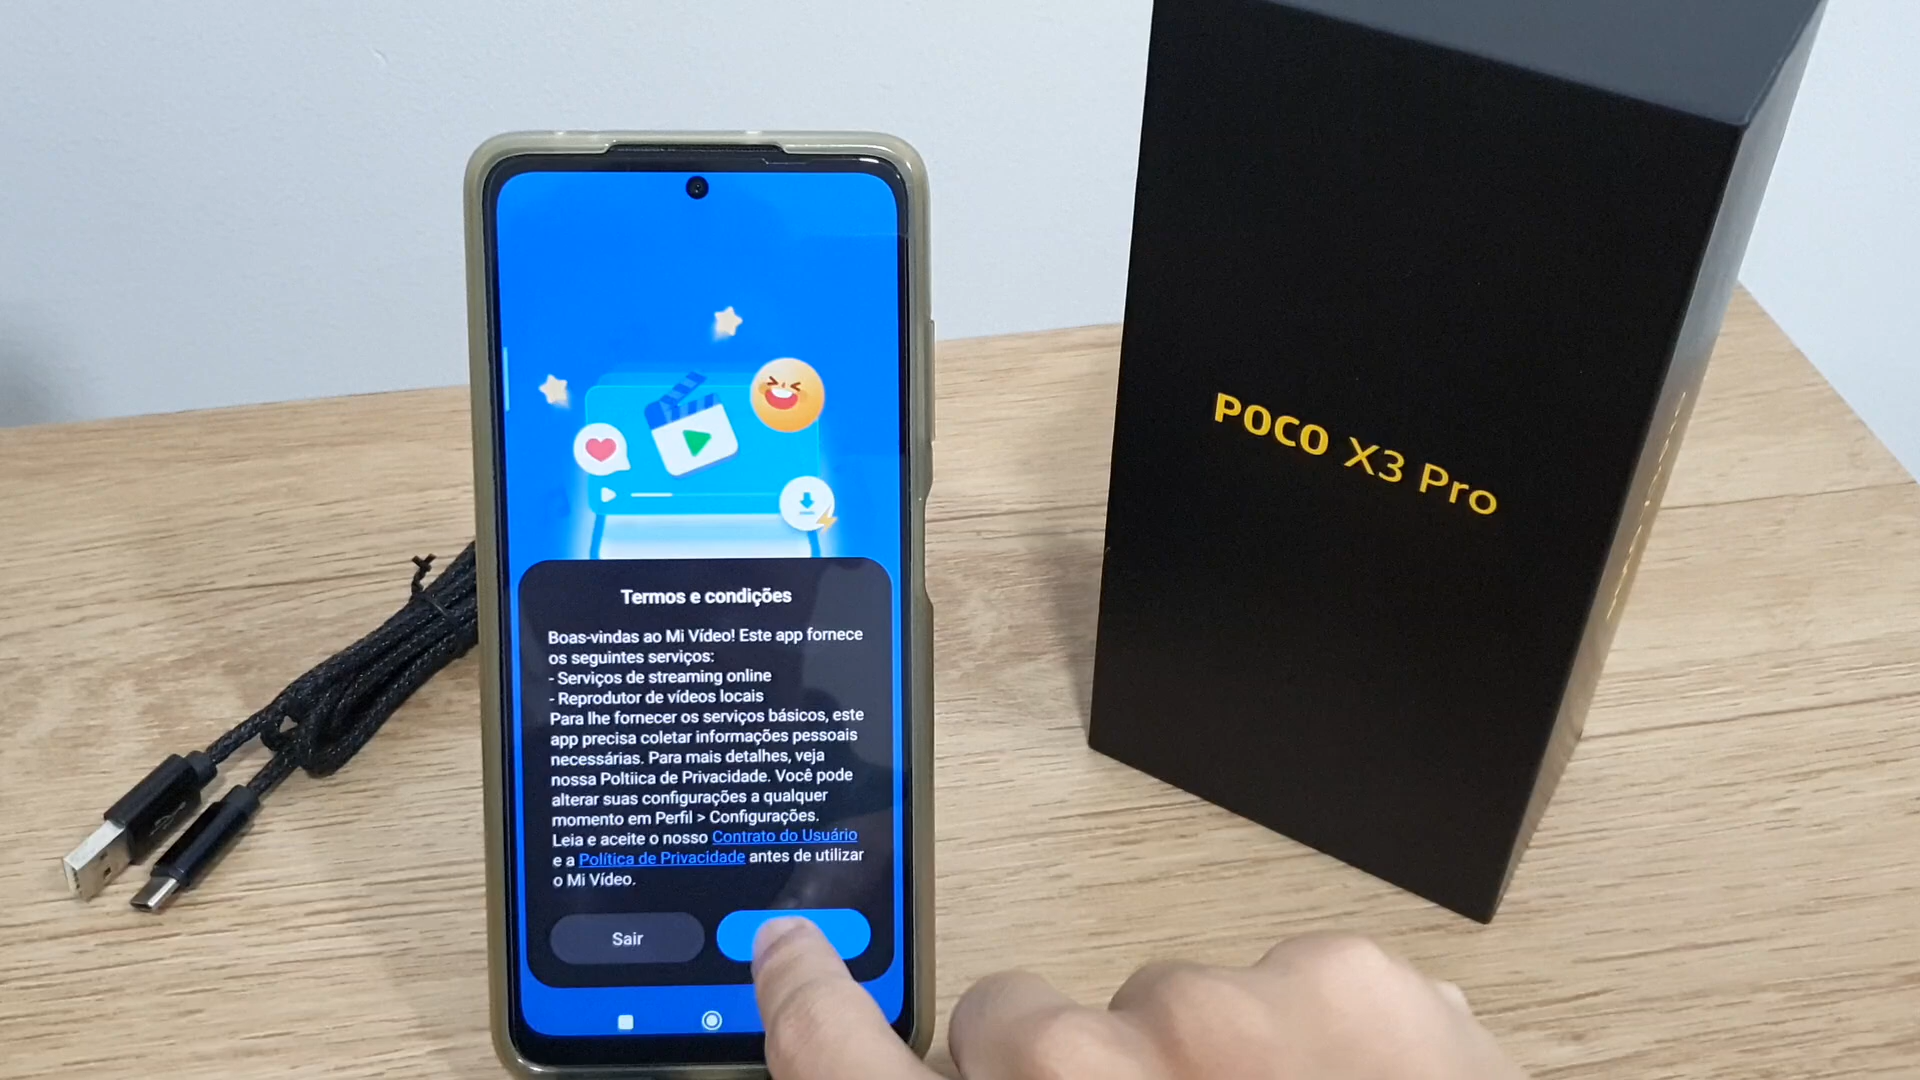 Termos e condições
Boas-vindas ao Mi Vídeo! Este app fornece
os seguintes serviços:
- Serviços de streaming online
- Reprodutor de vídeos locais
Para lhe fornecer os serviços básicos, este
app precisa coletar informações pessoais
necessárias. Para mais detalhes, veja
nossa Poltiica de Privacidade. Você pode
alterar suas configurações a qualquer
momento em Perfil > Configurações.
Leia e aceite o nosso Contrato do Usuário
e a Política de Privacidade antes de utilizar
o Mi Vídeo.
Sair
POCO X3 Pro